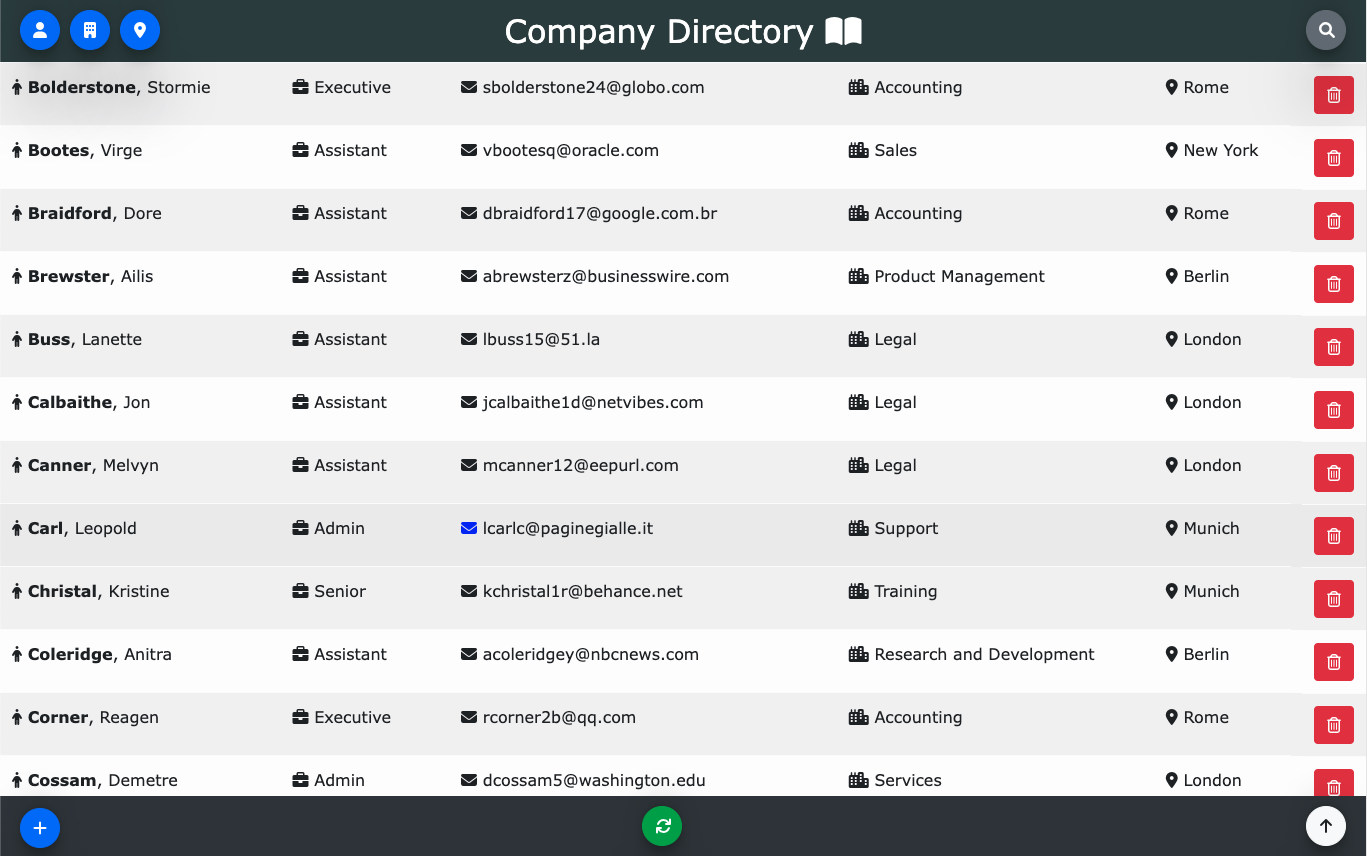 Company Directory
Bolderstone, Stormie Executive sbolderstone24@globo.com Accounting Rome
Bootes, Virge Assistant vbootesq@oracle.com Sales New York
Braidford, Dore Assistant dbraidford17@google.com.br Accounting Rome
Brewster, Ailis Assistant abrewsterz@businesswire.com Product Management Berlin
Buss, Lanette Assistant lbuss15@51.la Legal London
Calbaithe, Jon Assistant jcalbaithe1d@netvibes.com Legal London
Canner, Melvyn Assistant mcanner12@eepurl.com Legal London
Carl, Leopold Admin lcarlc@paginegialle.it Support Munich
Christal, Kristine Senior kchristal1r@behance.net Training Munich
Coleridge, Anitra Assistant acoleridgey@nbcnews.com Research and Development Berlin
Corner, Reagen Executive rcorner2b@qq.com Accounting Rome
Cossam, Demetre Admin dcossam5@washington.edu Services London